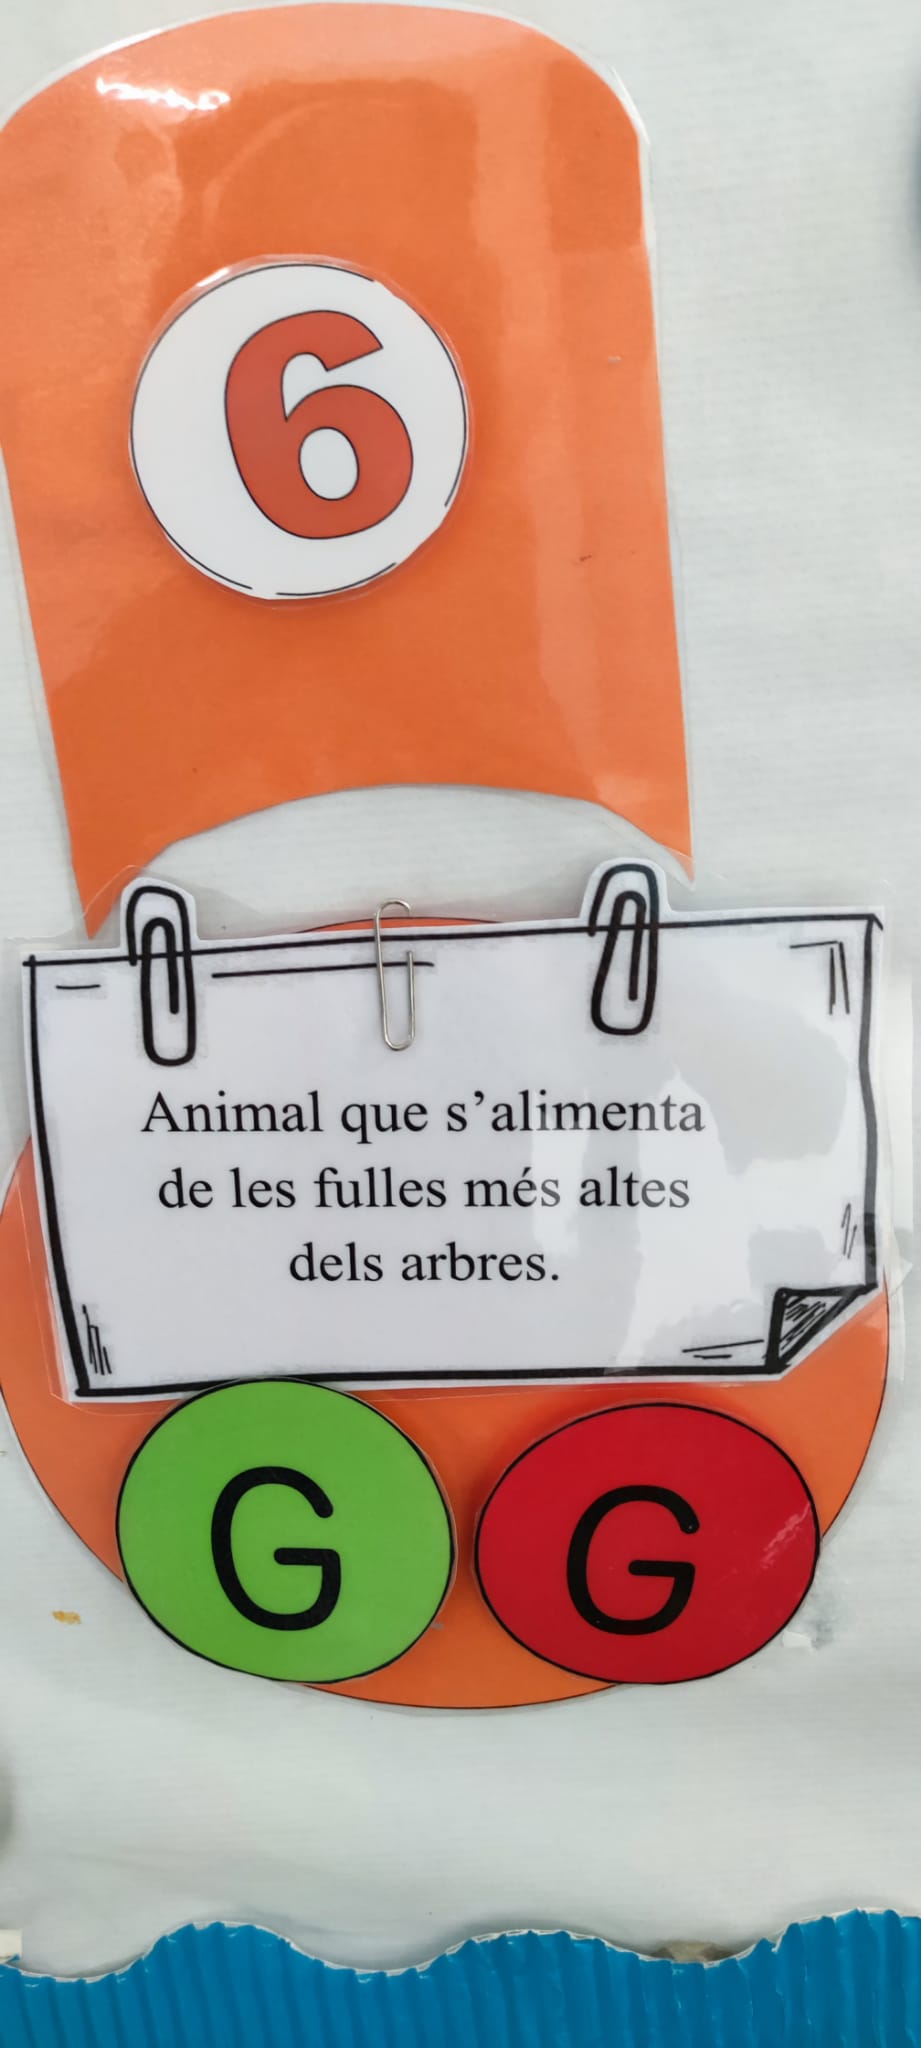 6
Animal que s’alimenta
de les fulles més altes
dels arbres.
G G